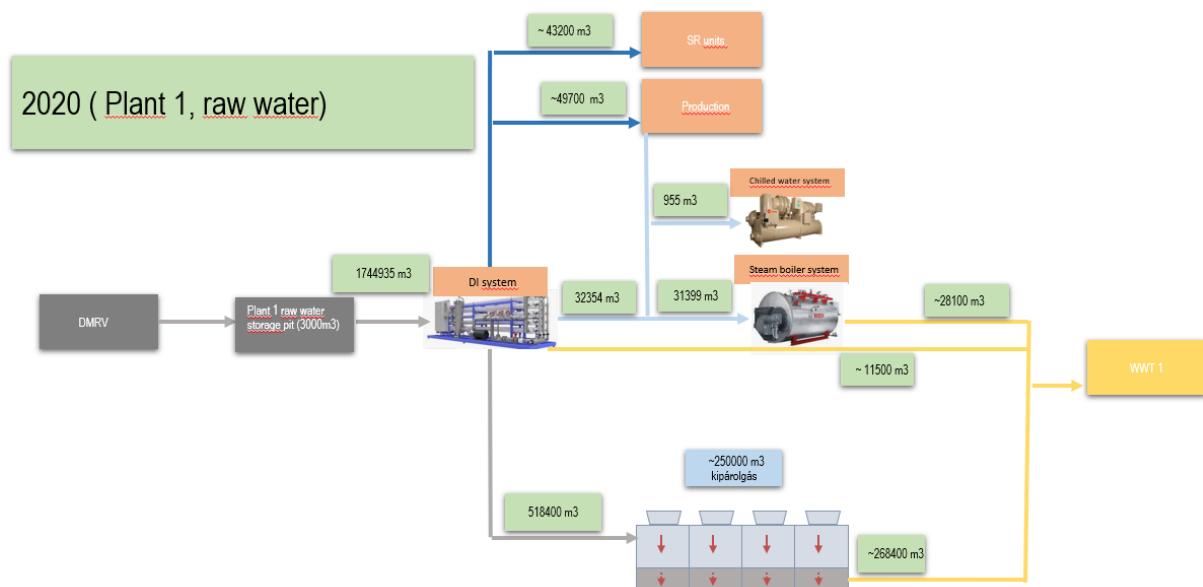 2020 ( Plant 1, raw water)
~ 43200 m3
SR units
~49700 m3
Production
Chilled water system
955 m3
1744935 m3
DI system
Steam boiler system
32354 m3
31399 m3
~28100 m3
DMRV
Plant 1 raw water
storage pit (3000m3)
~ 11500 m3
WWT 1
~250000 m3
kipárolgás
518400 m3
~268400 m3